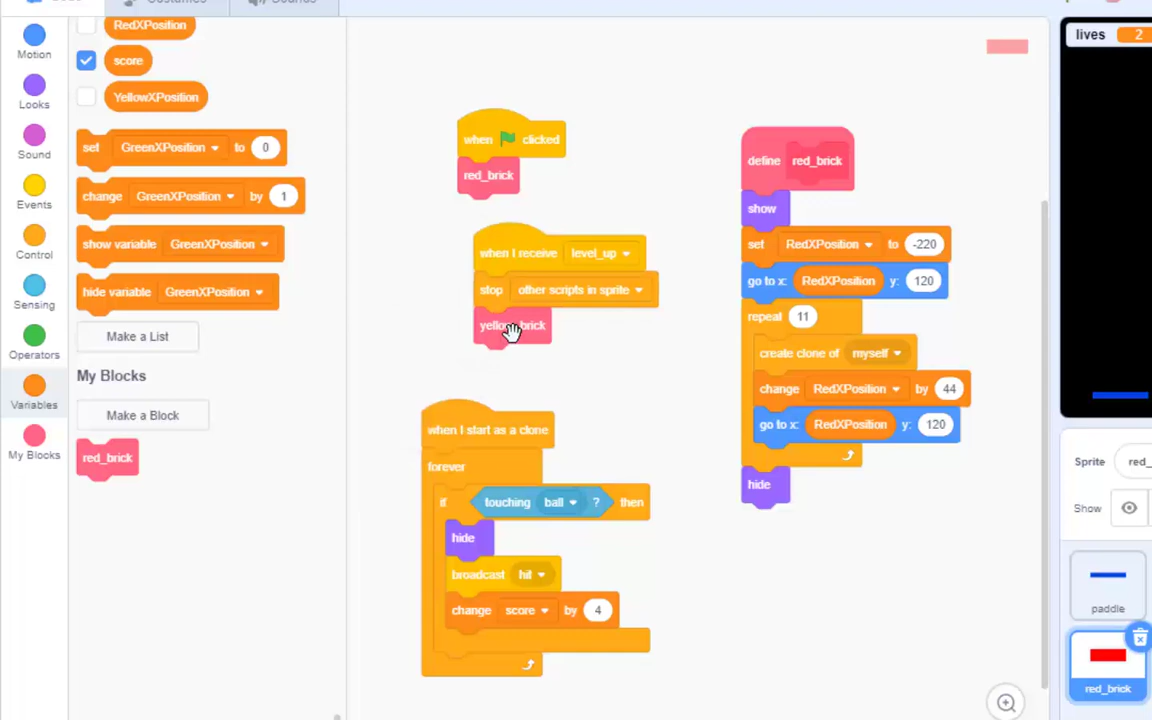 Costumes
Sounds
Motion
Looks
Sound
Events
Control
Sensing
Operators
Variables
My Blocks
RedXPosition
score
YellowXPosition
set GreenXPosition to 0
change GreenXPosition by 1
show variable GreenXPosition
hide variable GreenXPosition
Make a List
My Blocks
Make a Block
red_brick
when clicked
red_brick
when I receive level_up
stop other scripts in sprite
yellow_brick
when I start as a clone
forever
if touching ball ? then
hide
broadcast hit
change score by 4
define red_brick
show
set RedXPosition to -220
go to x: RedXPosition y: 120
repeat 11
create clone of myself
change RedXPosition by 44
go to x: RedXPosition y: 120
hide
lives 2
Sprite red_
Show
paddle
red_brick